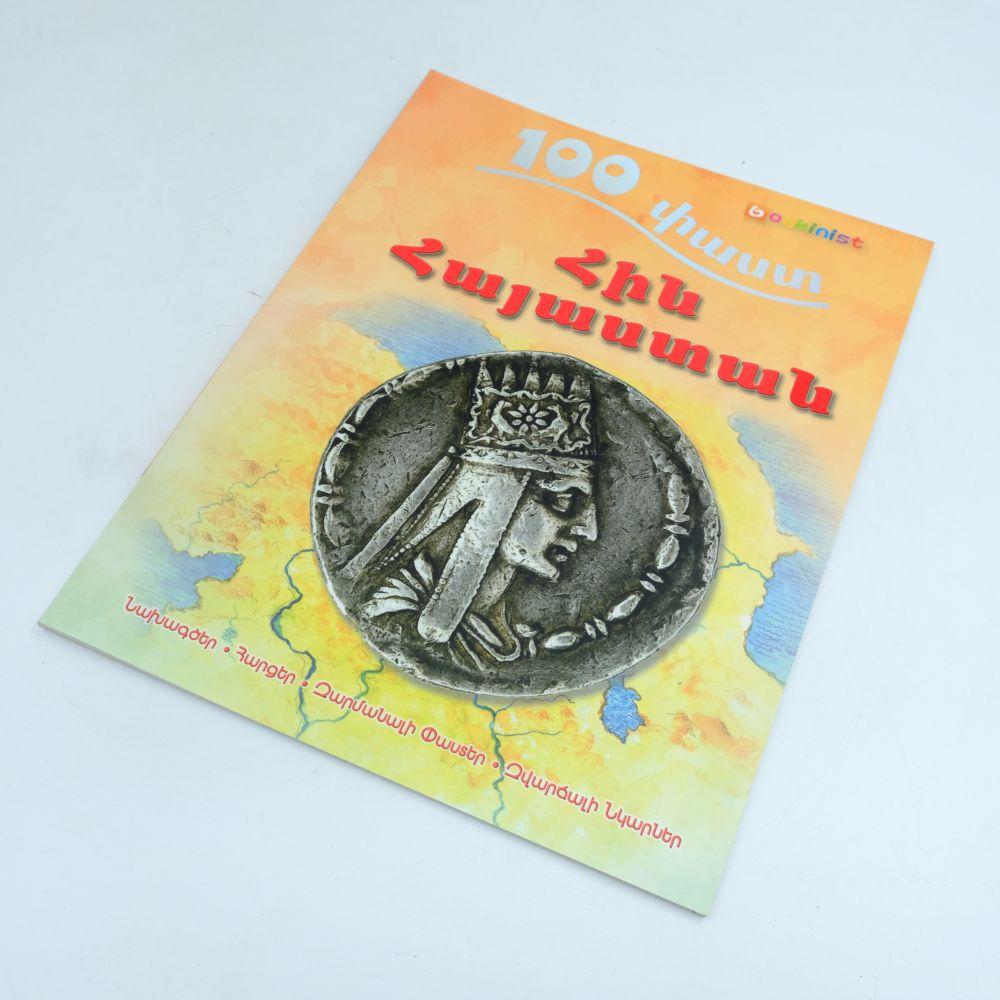 100 փաստ
bookinist
Հին
Հայաստան
Նախագծեր • Հարցեր • Զարմանալի Փաստեր • Զվարճալի Նկարներ